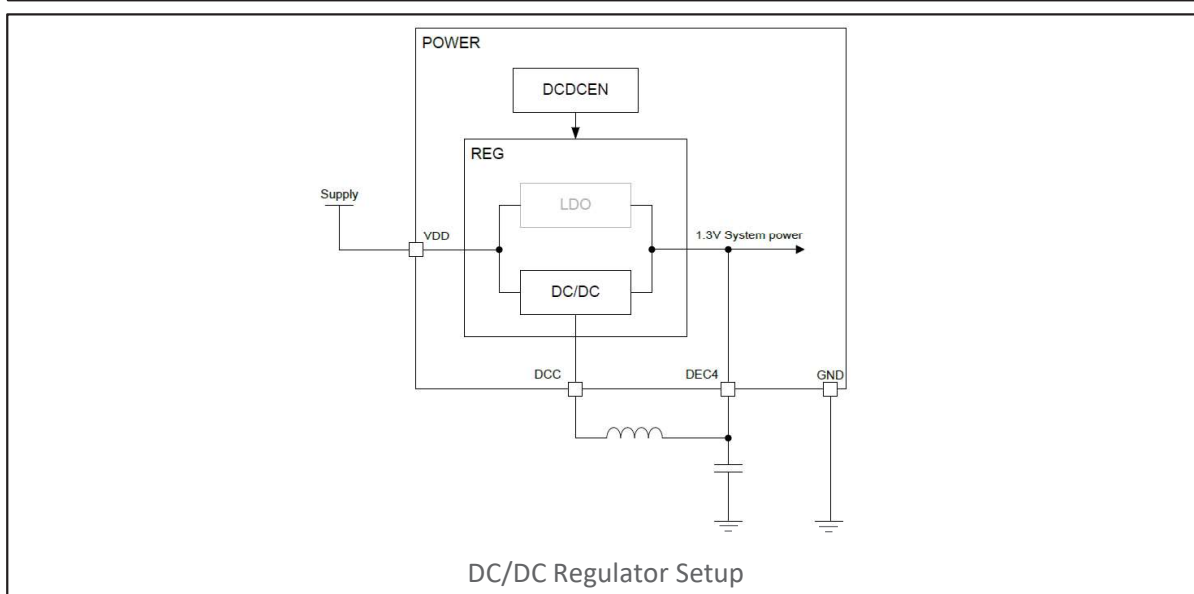 POWER
DCDCEN
REG
Supply
LDO
VDD
1.3V System power
DC/DC
DCC
DEC4
GND
DC/DC Regulator Setup